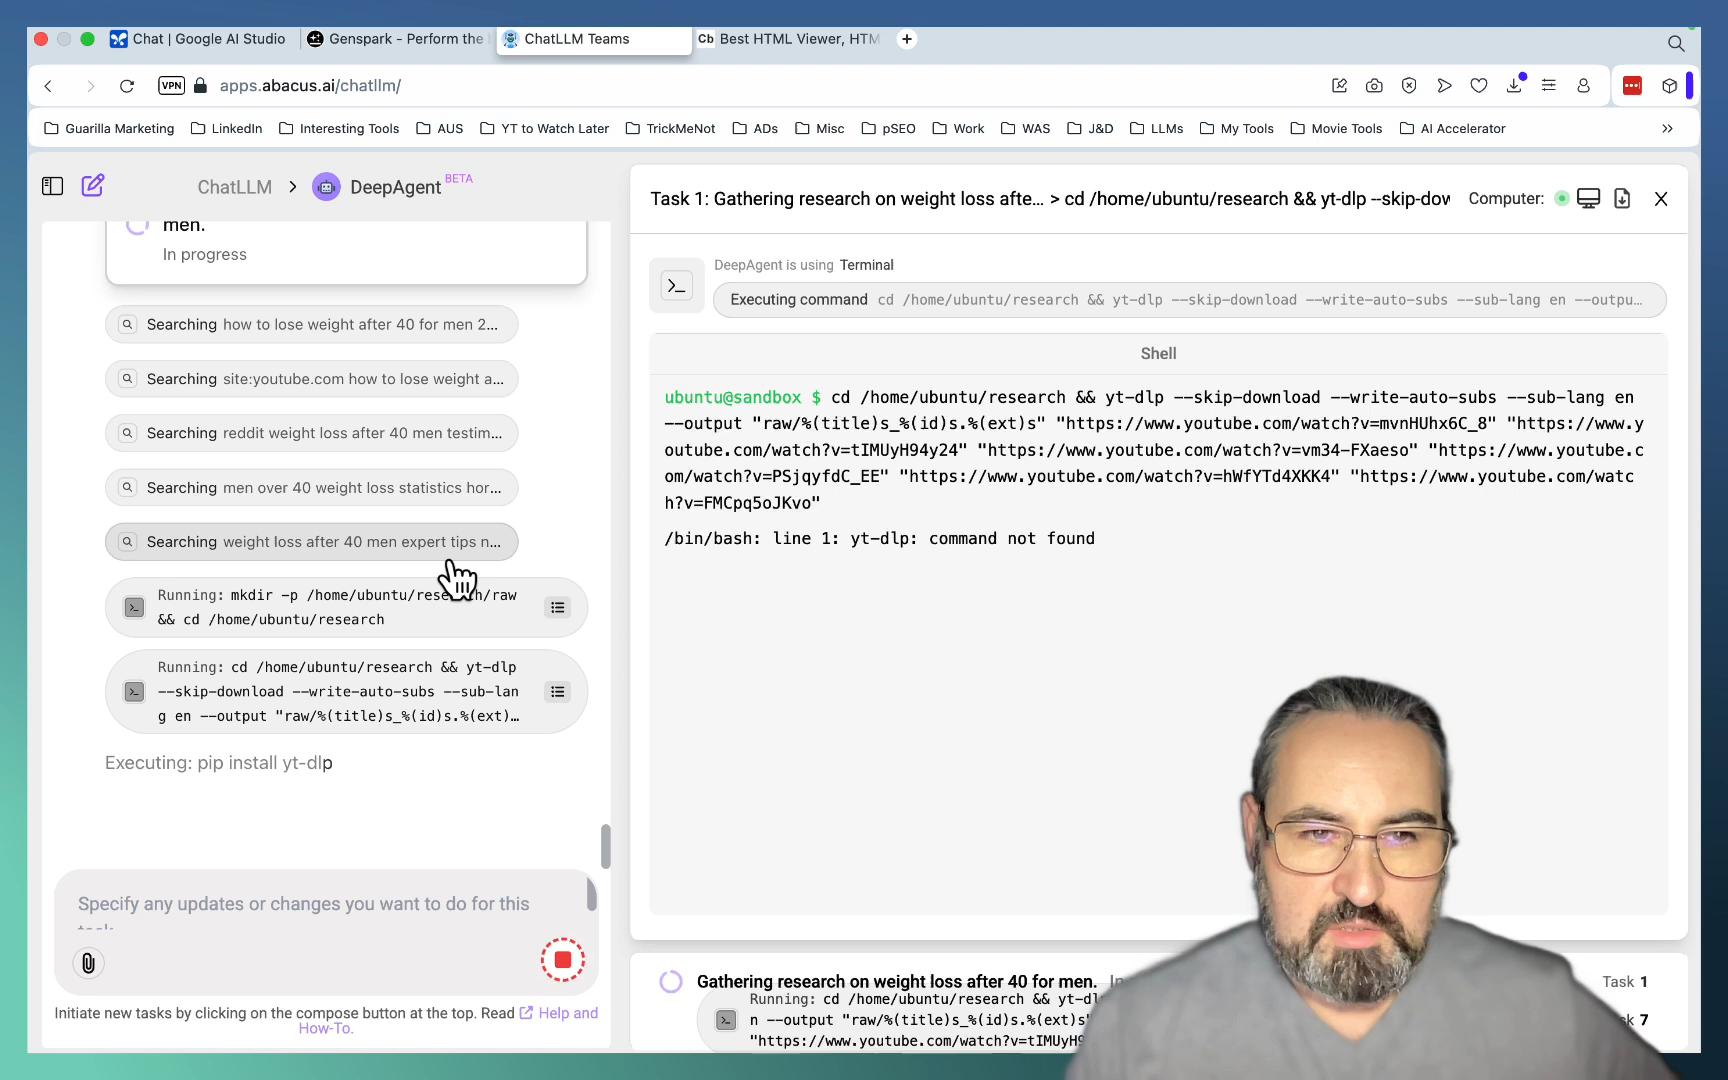 Chat | Google AI Studio
Genspark - Perform the
ChatLLM Teams
Cb Best HTML Viewer, HTM
VPN apps.abacus.ai/chatllm/
Guarilla Marketing
LinkedIn
Interesting Tools
AUS
YT to Watch Later
TrickMeNot
ADs
Misc
pSEO
Work
WAS
J&D
LLMs
My Tools
Movie Tools
AI Accelerator
ChatLLM > DeepAgent BETA
men.
In progress
Searching how to lose weight after 40 for men 2...
Searching site:youtube.com how to lose weight a...
Searching reddit weight loss after 40 men testim...
Searching men over 40 weight loss statistics hor...
Searching weight loss after 40 men expert tips n...
Running: mkdir -p /home/ubuntu/research/raw
&& cd /home/ubuntu/research
Running: cd /home/ubuntu/research && yt-dlp
--skip-download --write-auto-subs --sub-lan
g en --output "raw/%(title)s_%(id)s.%(ext)...
Executing: pip install yt-dlp
Specify any updates or changes you want to do for this
task
Initiate new tasks by clicking on the compose button at the top. Read Help and
How-To.
Task 1: Gathering research on weight loss afte... > cd /home/ubuntu/research && yt-dlp --skip-dow
Computer:
DeepAgent is using Terminal
Executing command cd /home/ubuntu/research && yt-dlp --skip-download --write-auto-subs --sub-lang en --outpu...
Shell
ubuntu@sandbox $ cd /home/ubuntu/research && yt-dlp --skip-download --write-auto-subs --sub-lang en
--output "raw/%(title)s_%(id)s.%(ext)s" "https://www.youtube.com/watch?v=mvnHUhx6C_8" "https://www.y
outube.com/watch?v=tIMUyH94y24" "https://www.youtube.com/watch?v=vm34-FXaeso" "https://www.youtube.c
om/watch?v=PSjqyfdC_EE" "https://www.youtube.com/watch?v=hWfYTd4XKK4" "https://www.youtube.com/watc
h?v=FMCpq5oJKvo"
/bin/bash: line 1: yt-dlp: command not found
Gathering research on weight loss after 40 for men. In
Task 1
Running: cd /home/ubuntu/research && yt-dl
n --output "raw/%(title)s_%(id)s.%(ext)s"
"https://www.youtube.com/watch?v=tIMUyH9
sk 7